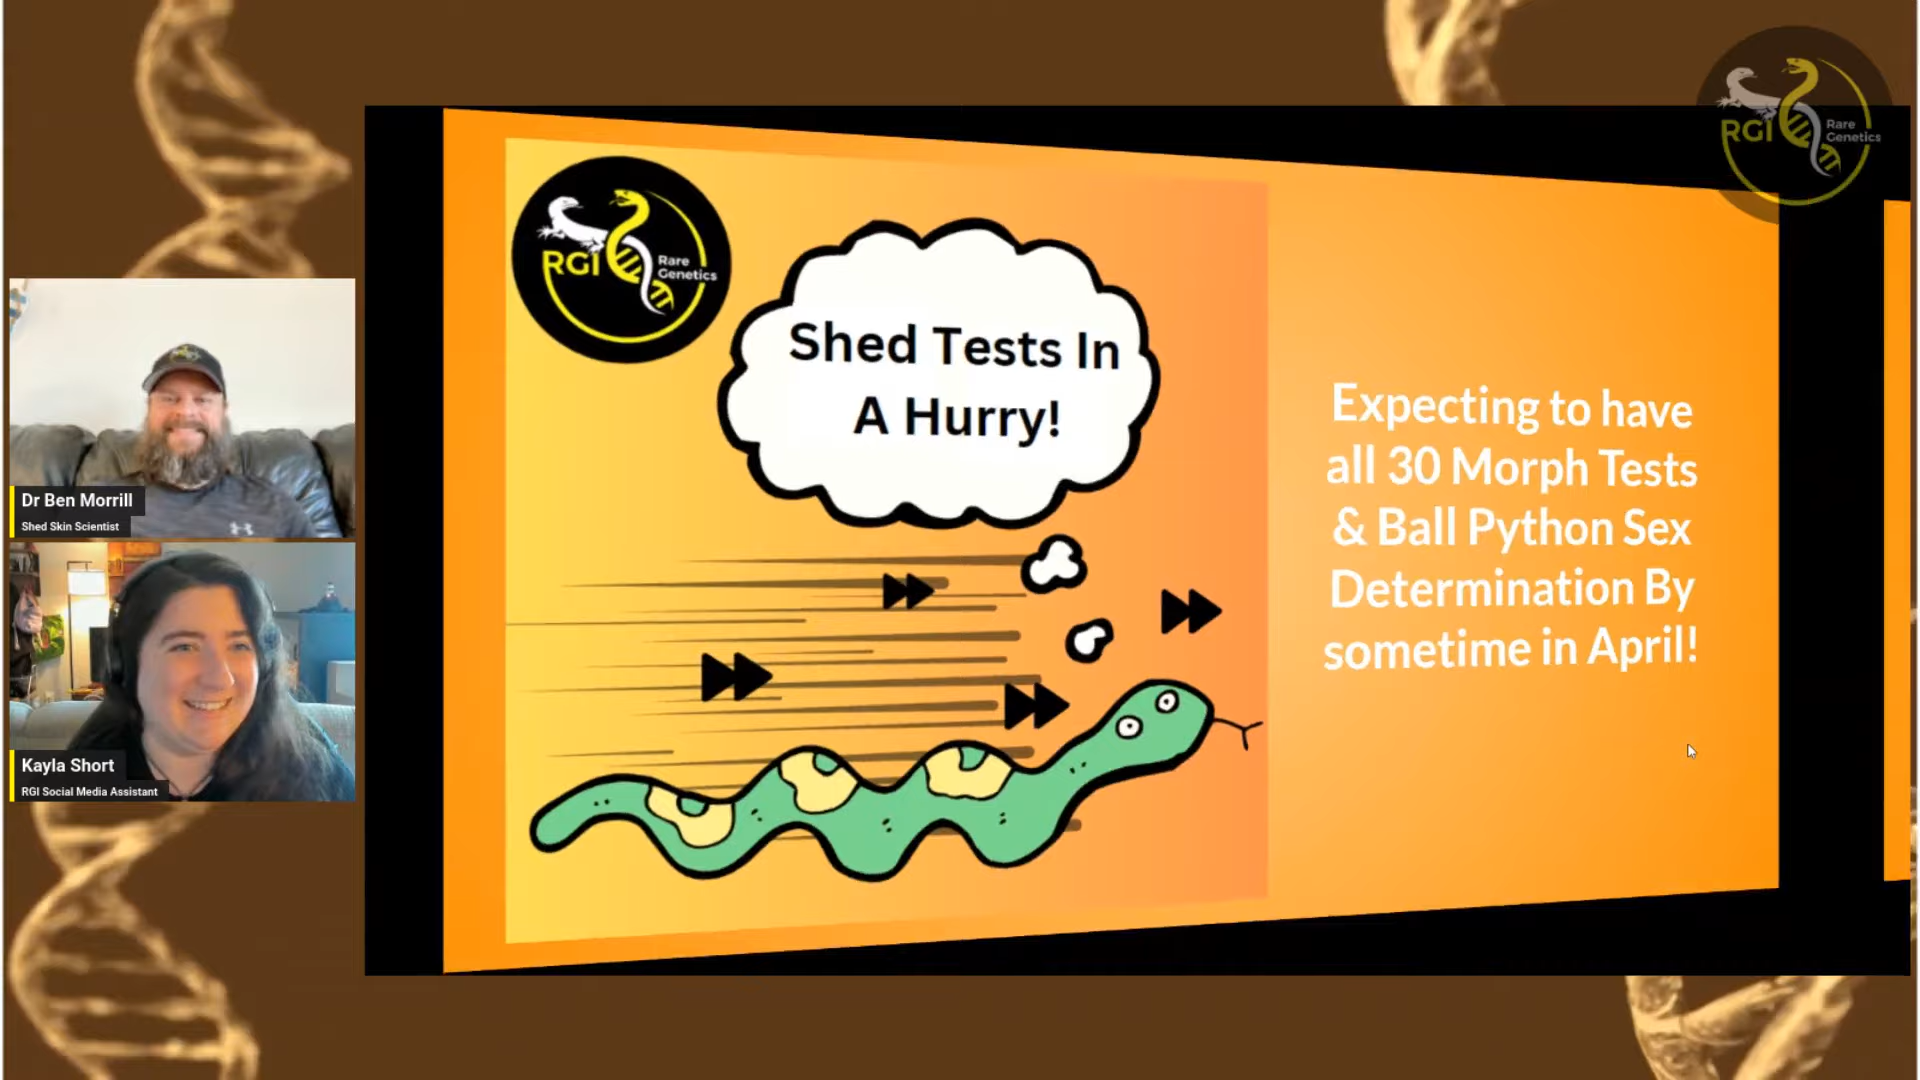 RGI
Rare
Genetics
RGI
Rare
Genetics
Shed Tests In
A Hurry!
Expecting to have
all 30 Morph Tests
& Ball Python Sex
Determination By
sometime in April!
Dr Ben Morrill
Shed Skin Scientist
Kayla Short
RGI Social Media Assistant